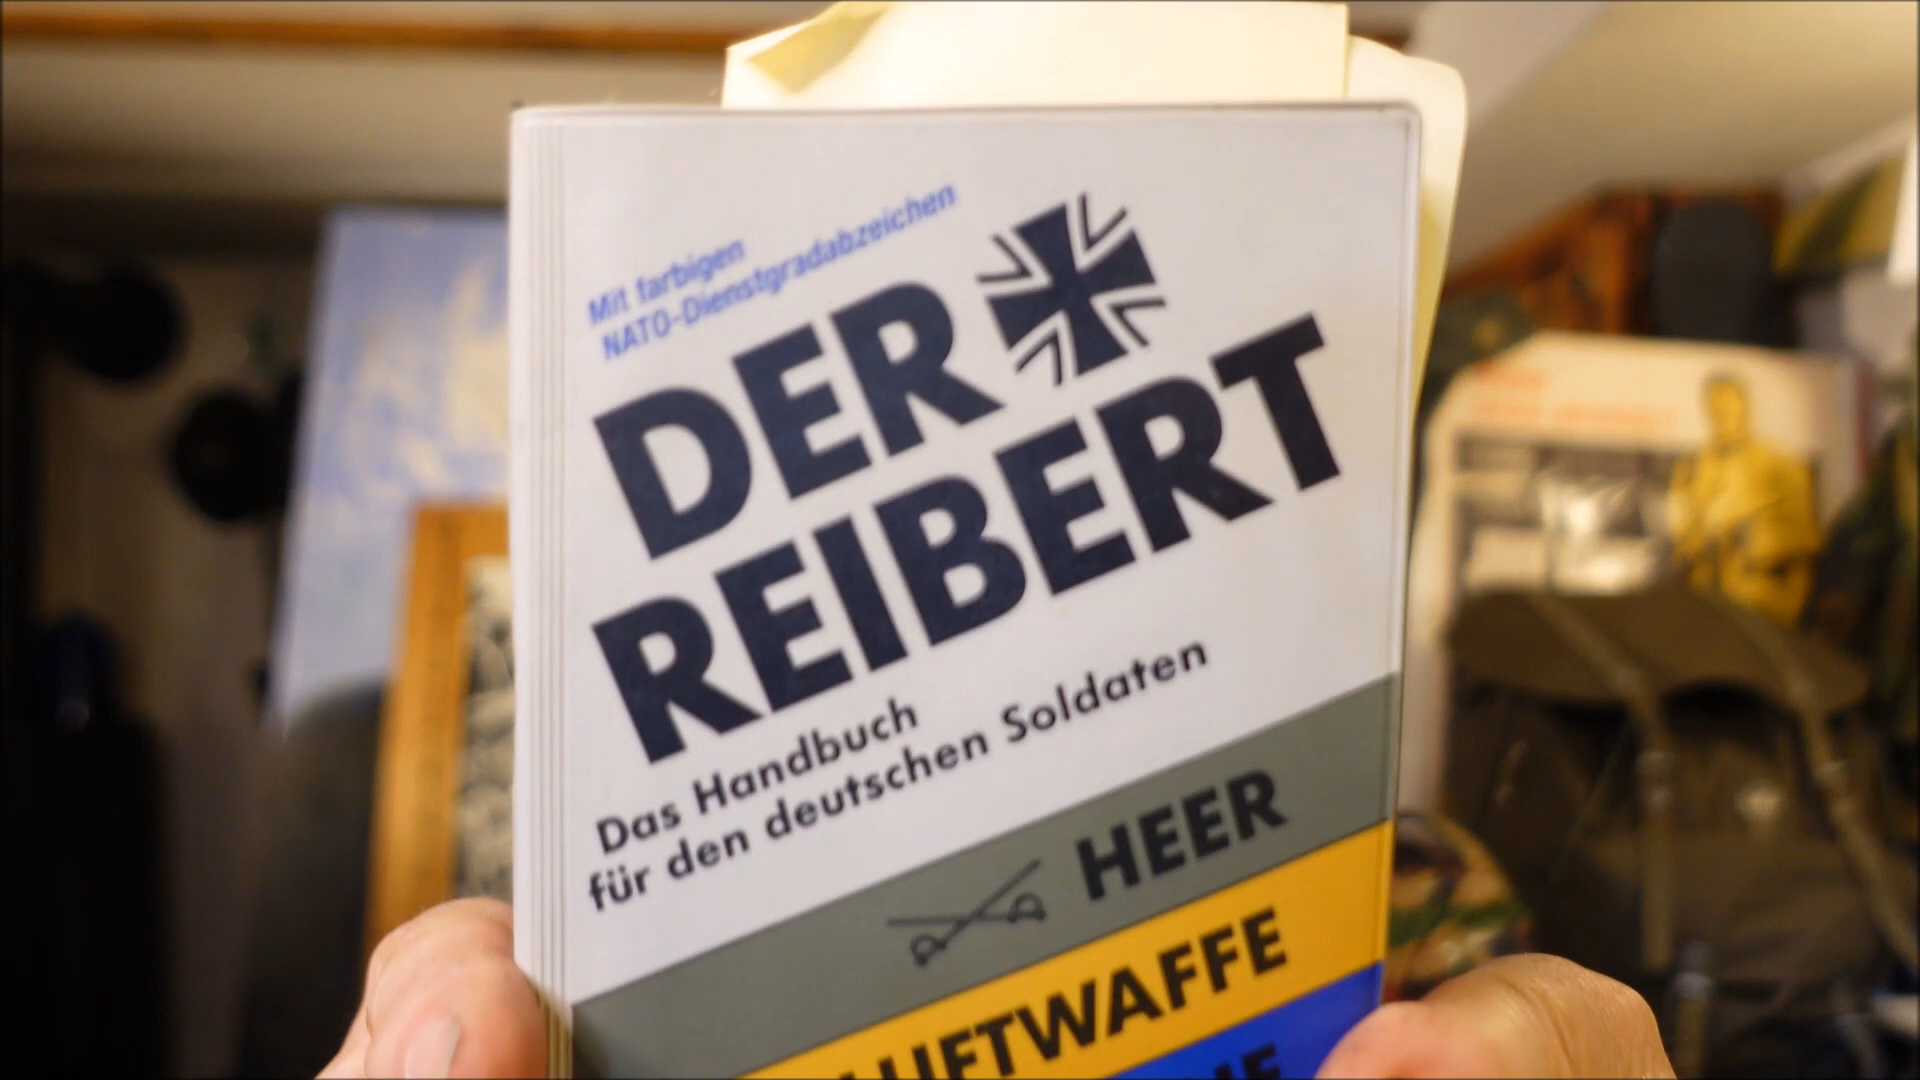 Mit farbigen
NATO-Dienstgradabzeichen
DER
REIBERT
Das Handbuch
für den deutschen Soldaten
HEER
LUFTWAFFE